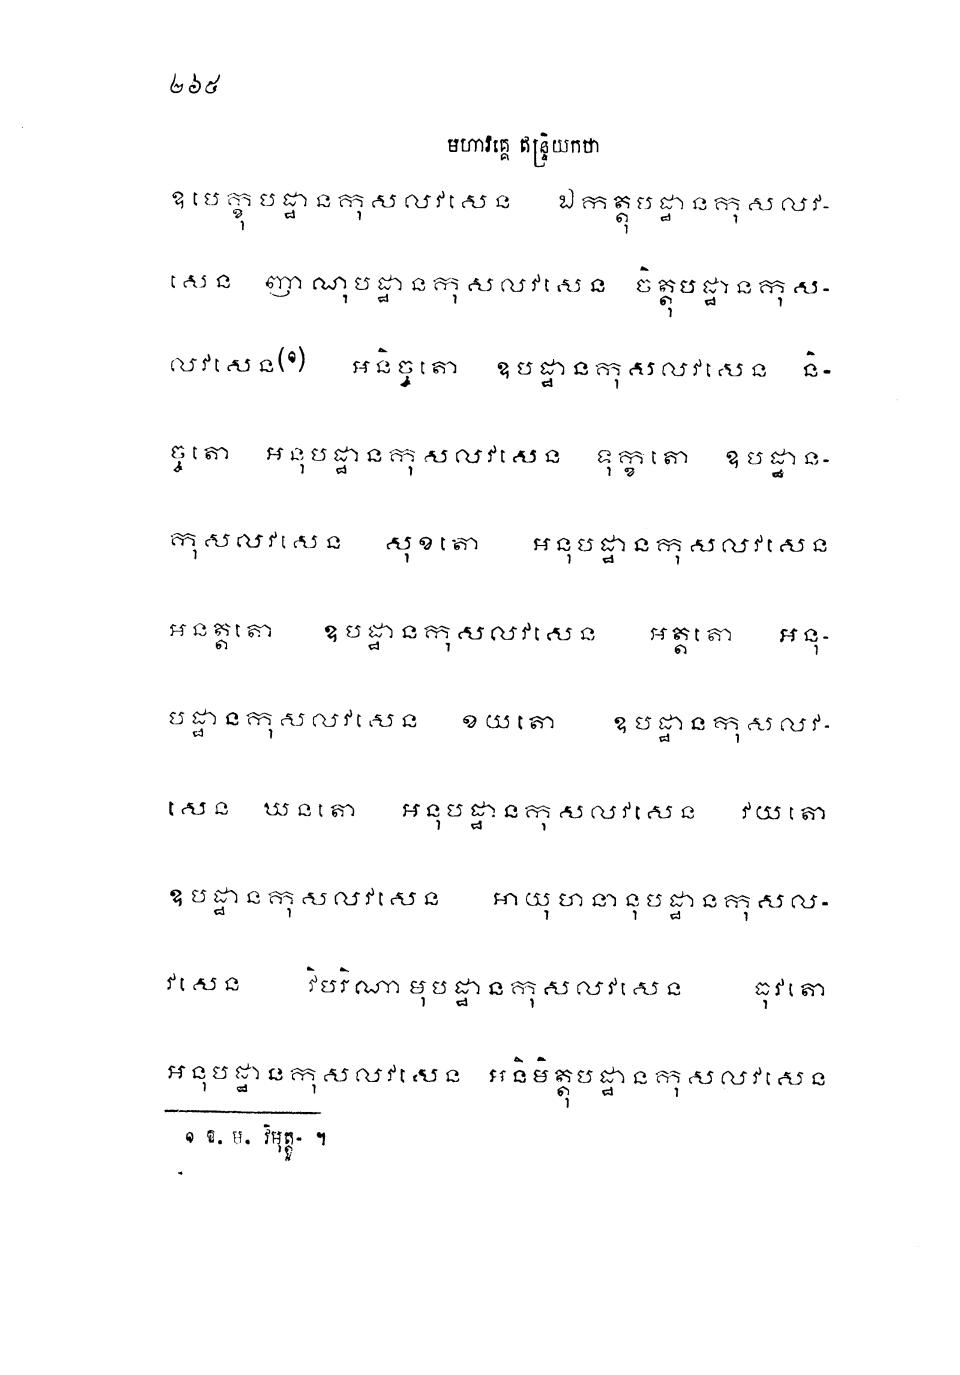 ២៦៥
មហាវគ្គេ ឥន្ទ្រិយកថា
ឧបេក្ខុបដ្ឋានកុសលវសេន ឯកត្តុបដ្ឋានកុសលវ-
សេន ញាណុបដ្ឋានកុសលវសេន ចិត្តុបដ្ឋានកុស-
លវសេន(១) អនិច្ចតោ ឧបដ្ឋានកុសលវសេន និ-
ច្ចតោ អនុបដ្ឋានកុសលវសេន ទុក្ខតោ ឧបដ្ឋាន-
កុសលវសេន សុខតោ អនុបដ្ឋានកុសលវសេន
អនត្តតោ ឧបដ្ឋានកុសលវសេន អត្តតោ អនុ-
បដ្ឋានកុសលវសេន ខយតោ ឧបដ្ឋានកុសលវ-
សេន ឃនតោ អនុបដ្ឋានកុសលវសេន វយតោ
ឧបដ្ឋានកុសលវសេន អាយុហនានុបដ្ឋានកុសល-
វសេន វិបរិណាមុបដ្ឋានកុសលវសេន ធុវតោ
អនុបដ្ឋានកុសលវសេន អនិមិត្តុបដ្ឋានកុសលវសេន
១ ឱ. ម. វិមុត្តូ- ។